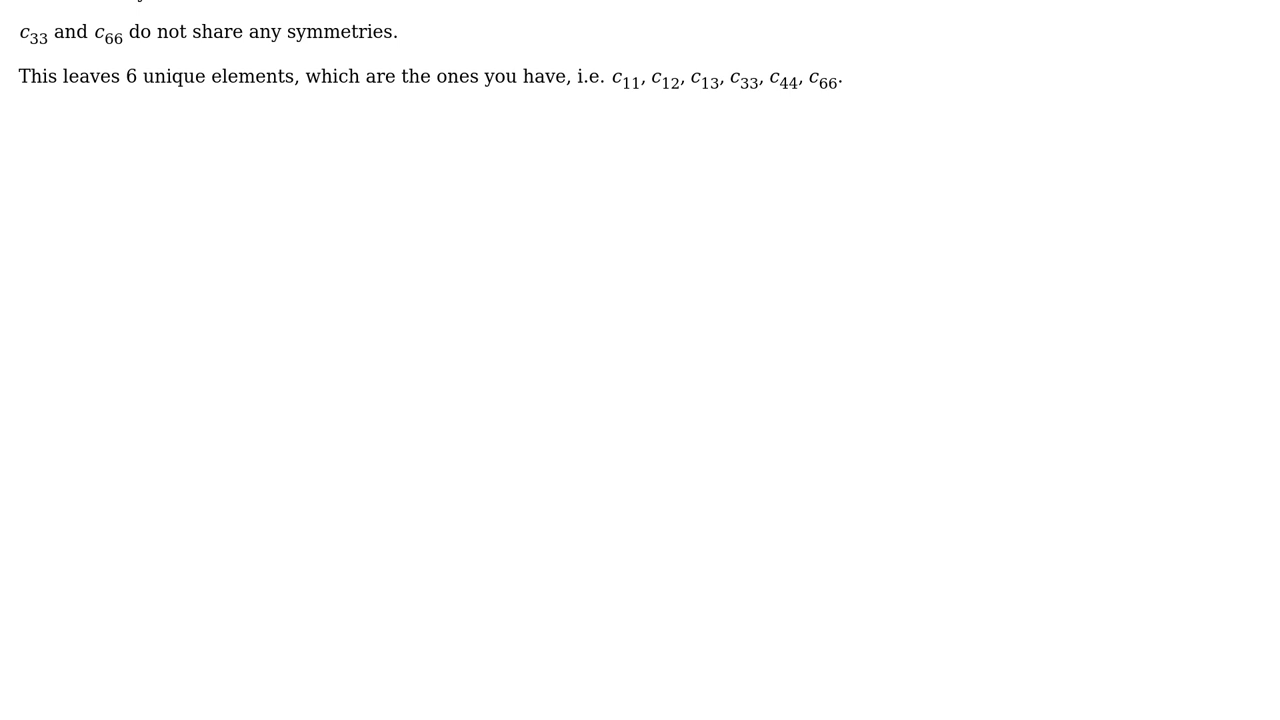 c33 and c66 do not share any symmetries.
This leaves 6 unique elements, which are the ones you have, i.e. c11, c12, c13, c33, c44, c66.